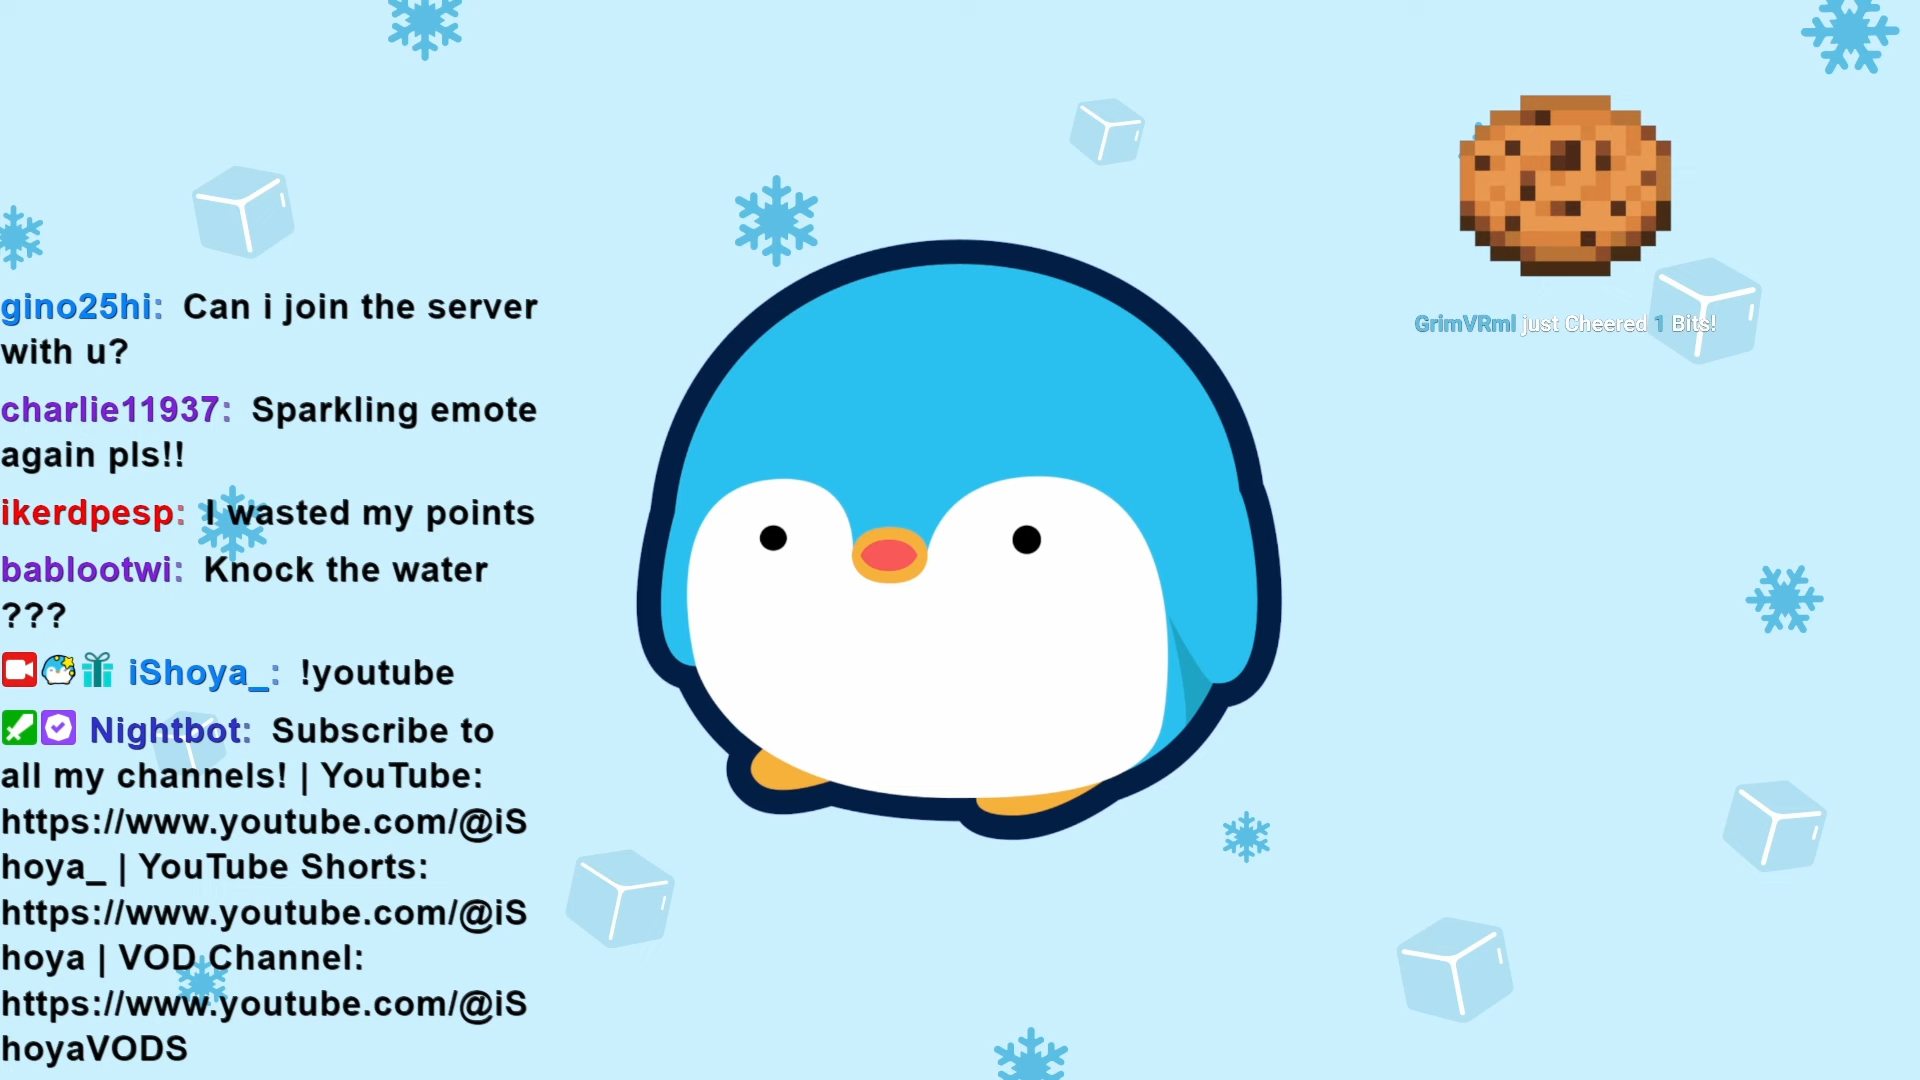 gino25hi: Can i join the server
with u?
charlie11937: Sparkling emote
again pls!!
ikerdpesp: I wasted my points
bablootwi: Knock the water
???
iShoya_: !youtube
Nightbot: Subscribe to
all my channels! | YouTube:
https://www.youtube.com/@iS
hoya_ | YouTube Shorts:
https://www.youtube.com/@iS
hoya | VOD Channel:
https://www.youtube.com/@iS
hoyaVODS
GrimVRml just Cheered 1 Bits!